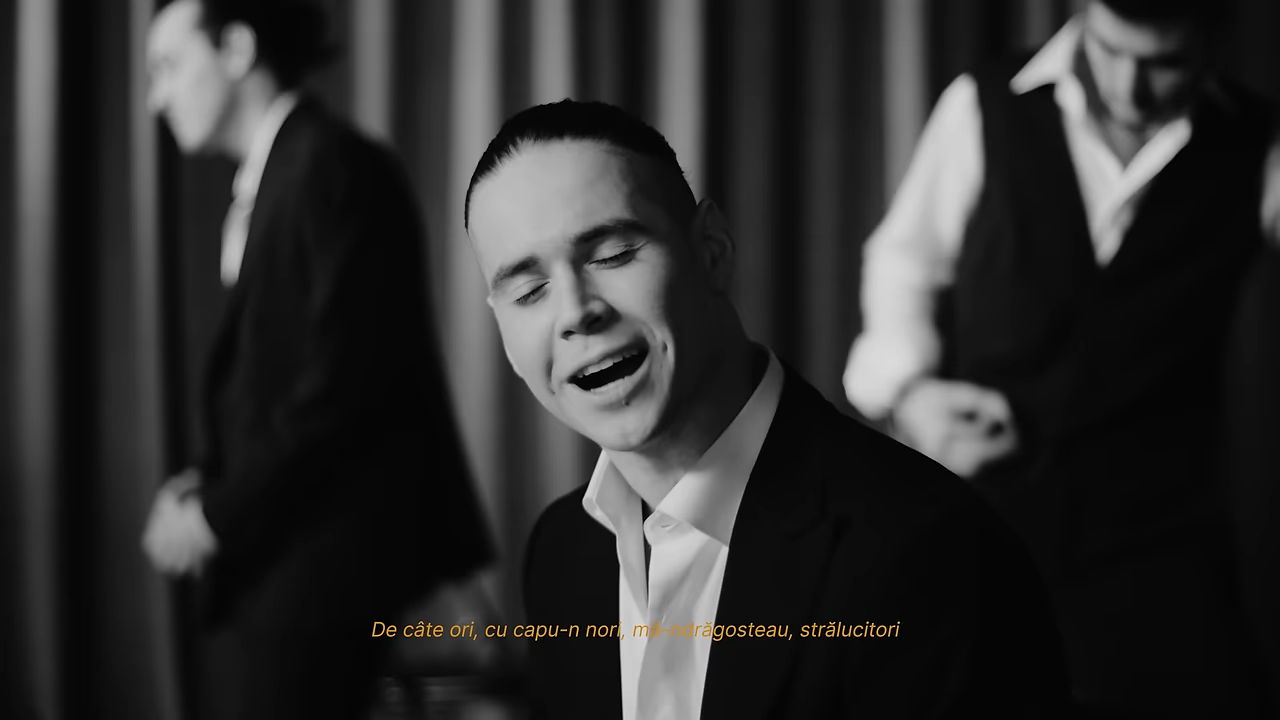 De câte ori, cu capu-n nori, mă-ndrăgosteau, strălucitori